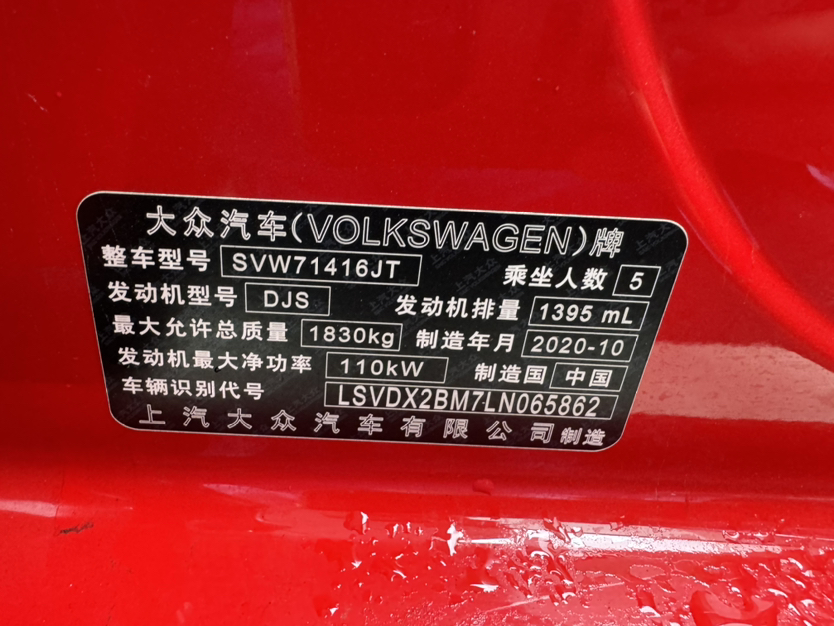 大众汽车(VOLKSWAGEN)牌
整车型号 SVW71416JT 乘坐人数 5
发动机型号 DJS 发动机排量 1395 mL
最大允许总质量 1830kg 制造年月 2020-10
发动机最大净功率 110kW 制造国 中国
车辆识别代号 LSVDX2BM7LN065862
上汽大众汽车有限公司 制造